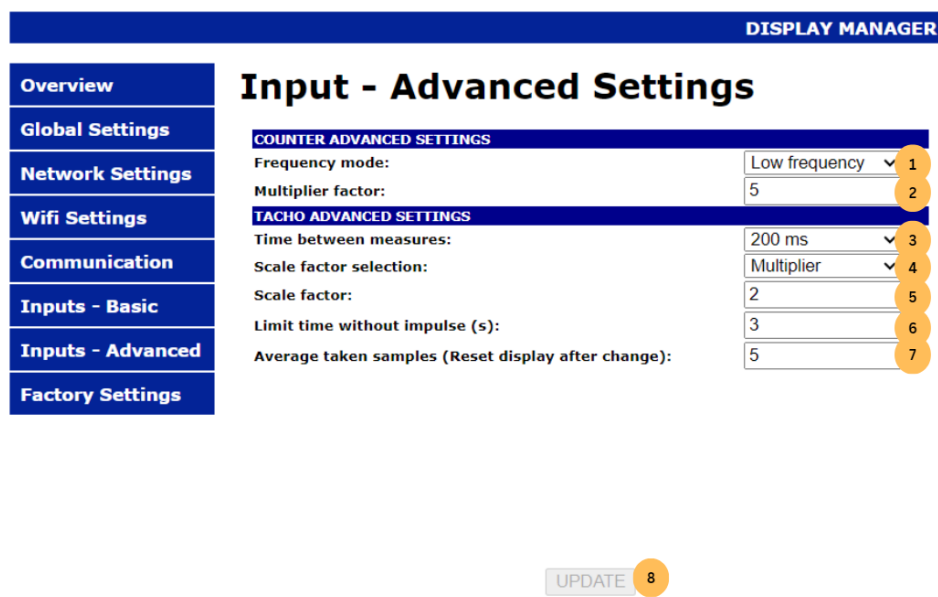 DISPLAY MANAGER
Overview
Global Settings
Network Settings
Wifi Settings
Communication
Inputs - Basic
Inputs - Advanced
Factory Settings
Input - Advanced Settings
COUNTER ADVANCED SETTINGS
Frequency mode: Low frequency 1
Multiplier factor: 5 2
TACHO ADVANCED SETTINGS
Time between measures: 200 ms 3
Scale factor selection: Multiplier 4
Scale factor: 2 5
Limit time without impulse (s): 3 6
Average taken samples (Reset display after change): 5 7
UPDATE 8